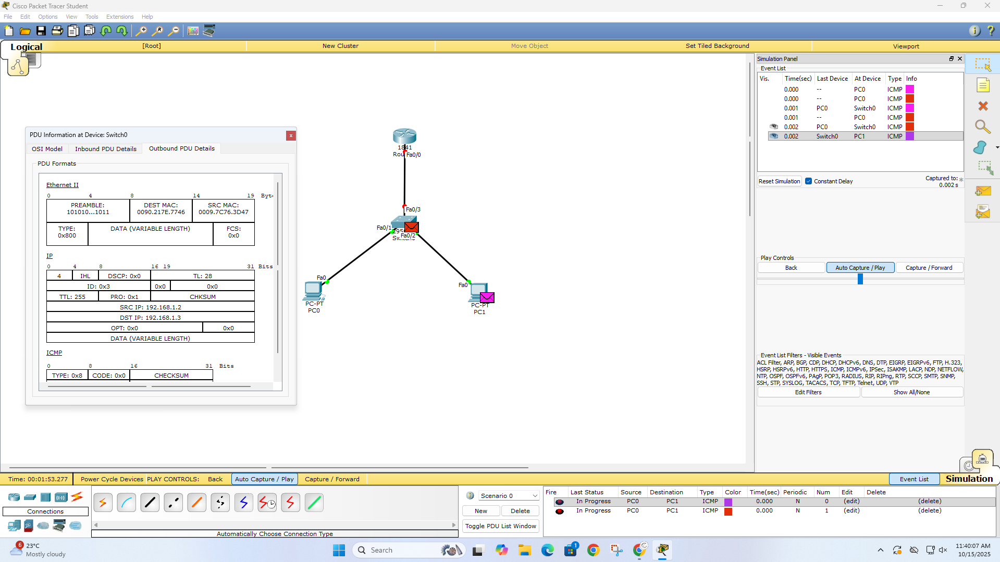 Cisco Packet Tracer Student
File Edit Options View Tools Extensions Help
Logical [Root] New Cluster Move Object Set Tiled Background Viewport
Simulation Panel
Event List
Vis. Time(sec) Last Device At Device Type Info
0.000 -- PC0 ICMP
0.000 -- PC0 ICMP
0.001 PC0 Switch0 ICMP
0.001 -- PC0 ICMP
0.002 PC0 Switch0 ICMP
0.002 Switch0 PC1 ICMP
Reset Simulation Constant Delay Captured to: *
0.002 s
Play Controls
Back Auto Capture / Play Capture / Forward
Event List Filters - Visible Events
ACL Filter, ARP, BGP, CDP, DHCP, DHCPv6, DNS, DTP, EIGRP, EIGRPv6, FTP, H.323,
HSRP, HSRPv6, HTTP, HTTPS, ICMP, ICMPv6, IPSec, ISAKMP, LACP, NDP, NETFLOW,
NTP, OSPF, OSPFv6, PAgP, POP3, RADIUS, RIP, RIPng, RTP, SCCP, SMTP, SNMP,
SSH, STP, SYSLOG, TACACS, TCP, TFTP, Telnet, UDP, VTP
Edit Filters Show All/None
PDU Information at Device: Switch0 x
OSI Model Inbound PDU Details Outbound PDU Details
PDU Formats
Ethernet II
0 4 8 14 19 Byte
PREAMBLE: DEST MAC: SRC MAC:
101010...1011 0090.217E.7746 0009.7C76.3D47
TYPE: DATA (VARIABLE LENGTH) FCS:
0x800 0x0
IP
0 4 8 16 19 31 Bits
4 IHL DSCP: 0x0 TL: 28
ID: 0x3 0x0 0x0
TTL: 255 PRO: 0x1 CHKSUM
SRC IP: 192.168.1.2
DST IP: 192.168.1.3
OPT: 0x0 0x0
DATA (VARIABLE LENGTH)
ICMP
0 8 16 31 Bits
TYPE: 0x8 CODE: 0x0 CHECKSUM
1841
Rou Fa0/0
Fa0/3
Fa0/1
295
Fa0/2
Fa0
PC-PT
PC0
Fa0
PC-PT
PC1
Time: 00:01:53.277 Power Cycle Devices PLAY CONTROLS: Back Auto Capture / Play Capture / Forward Event List Simulation
Connections
Automatically Choose Connection Type
Scenario 0
New Delete
Toggle PDU List Window
Fire Last Status Source Destination Type Color Time(sec) Periodic Num Edit Delete
In Progress PC0 PC1 ICMP 0.000 N 0 (edit) (delete)
In Progress PC0 PC1 ICMP 0.000 N 1 (edit) (delete)
6
23°C
Mostly cloudy
Search
1
11:40:07 AM
10/15/2025